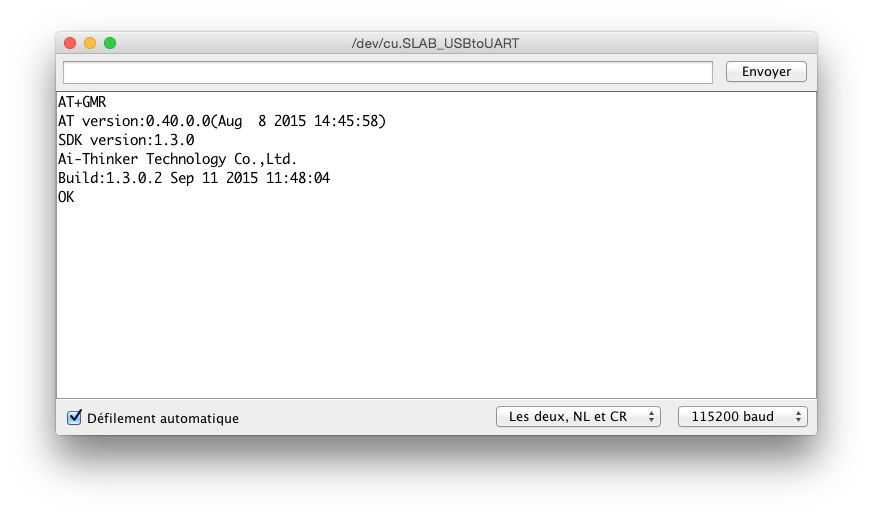 /dev/cu.SLAB_USBtoUART
Envoyer
AT+GMR
AT version:0.40.0.0(Aug  8 2015 14:45:58)
SDK version:1.3.0
Ai-Thinker Technology Co.,Ltd.
Build:1.3.0.2 Sep 11 2015 11:48:04
OK
Défilement automatique
Les deux, NL et CR
115200 baud